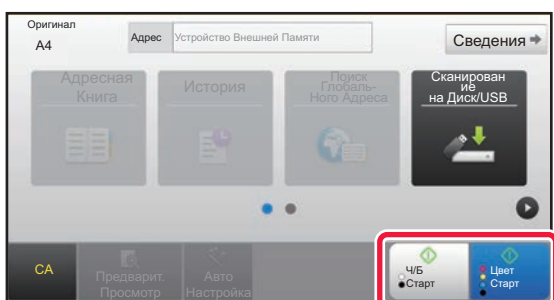 Оригинал
A4
Адрес
Устройство Внешней Памяти
Сведения
Адресная
Книга
История
Поиск
Глобаль-
Ного Адреса
Сканирован
ие
на Диск/USB
CA
Предварит.
Просмотр
Авто
Настройка
Ч/Б
Старт
Цвет
Старт